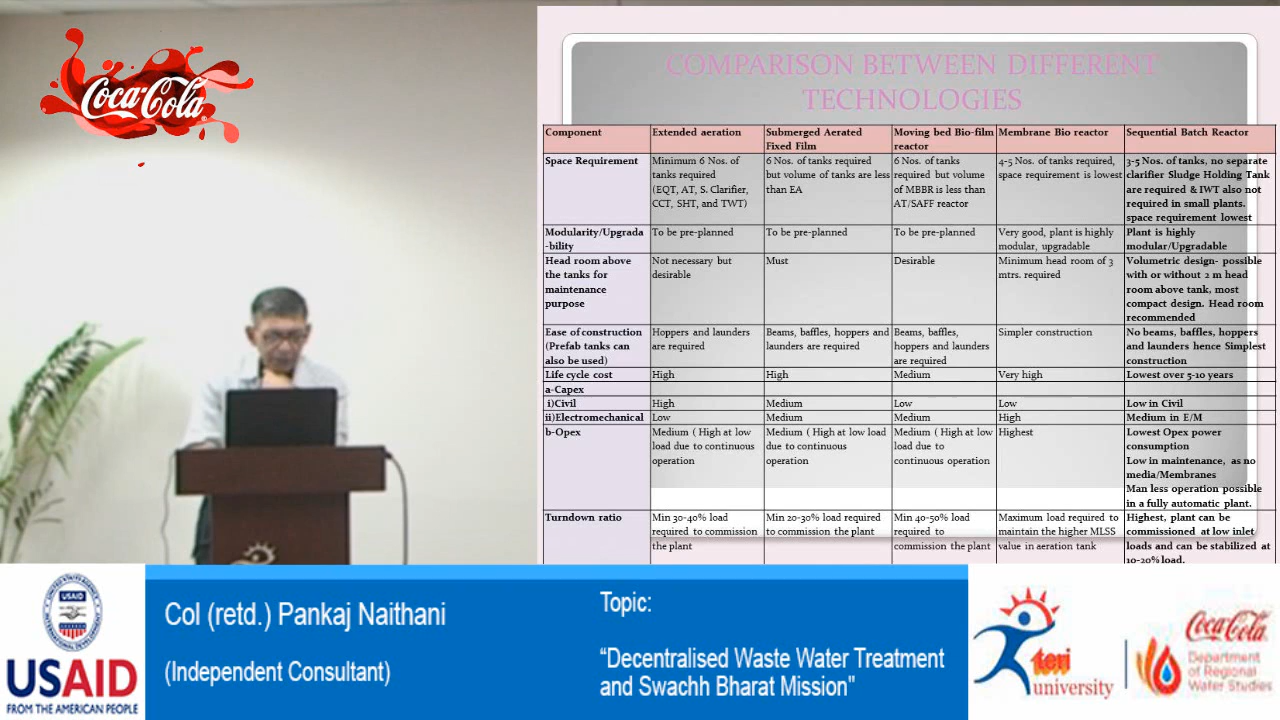 Coca-Cola
COMPARISON BETWEEN DIFFERENT
TECHNOLOGIES
Component
Extended aeration
Submerged Aerated
Fixed Film
Moving bed Bio-film
reactor
Membrane Bio reactor
Sequential Batch Reactor
Space Requirement
Minimum 6 Nos. of
tanks required
(EQT, AT, S. Clarifier,
CCT, SHT, and TWT)
6 Nos. of tanks required
but volume of tanks are less
than EA
6 Nos. of tanks
required but volume
of MBBR is less than
AT/SAFF reactor
4-5 Nos. of tanks required,
space requirement is lowest
3-5 Nos. of tanks, no separate
clarifier Sludge Holding Tank
are required & IWT also not
required in small plants.
space requirement lowest
Modularity/Upgrada
-bility
To be pre-planned
To be pre-planned
To be pre-planned
Very good, plant is highly
modular, upgradable
Plant is highly
modular/Upgradable
Head room above
the tanks for
maintenance
purpose
Not necessary but
desirable
Must
Desirable
Minimum head room of 3
mtrs. required
Volumetric design- possible
with or without 2 m head
room above tank, most
compact design. Head room
recommended
Ease of construction
(Prefab tanks can
also be used)
Hoppers and launders
are required
Beams, baffles, hoppers and
launders are required
Beams, baffles,
hoppers and launders
are required
Simpler construction
No beams, baffles, hoppers
and launders hence Simplest
construction
Life cycle cost
High
High
Medium
Very high
Lowest over 5-10 years
a-Capex
i)Civil
High
Medium
Low
Low
Low in Civil
ii)Electromechanical
Low
Medium
Medium
High
Medium in E/M
b-Opex
Medium ( High at low
load due to continuous
operation
Medium ( High at low load
due to continuous
operation
Medium ( High at low
load due to
continuous operation
Highest
Lowest Opex power
consumption
Low in maintenance, as no
media/Membranes
Man less operation possible
in a fully automatic plant.
Turndown ratio
Min 30-40% load
required to commission
the plant
Min 20-30% load required
to commission the plant
Min 40-50% load
required to
commission the plant
Maximum load required to
maintain the higher MLSS
value in aeration tank
Highest, plant can be
commissioned at low inlet
loads and can be stabilized at
10-20% load.
USAID
USAID
FROM THE AMERICAN PEOPLE
Col (retd.) Pankaj Naithani
(Independent Consultant)
Topic:
“Decentralised Waste Water Treatment
and Swachh Bharat Mission"
teri
university
Coca-Cola
Department
of Regional
Water Studies